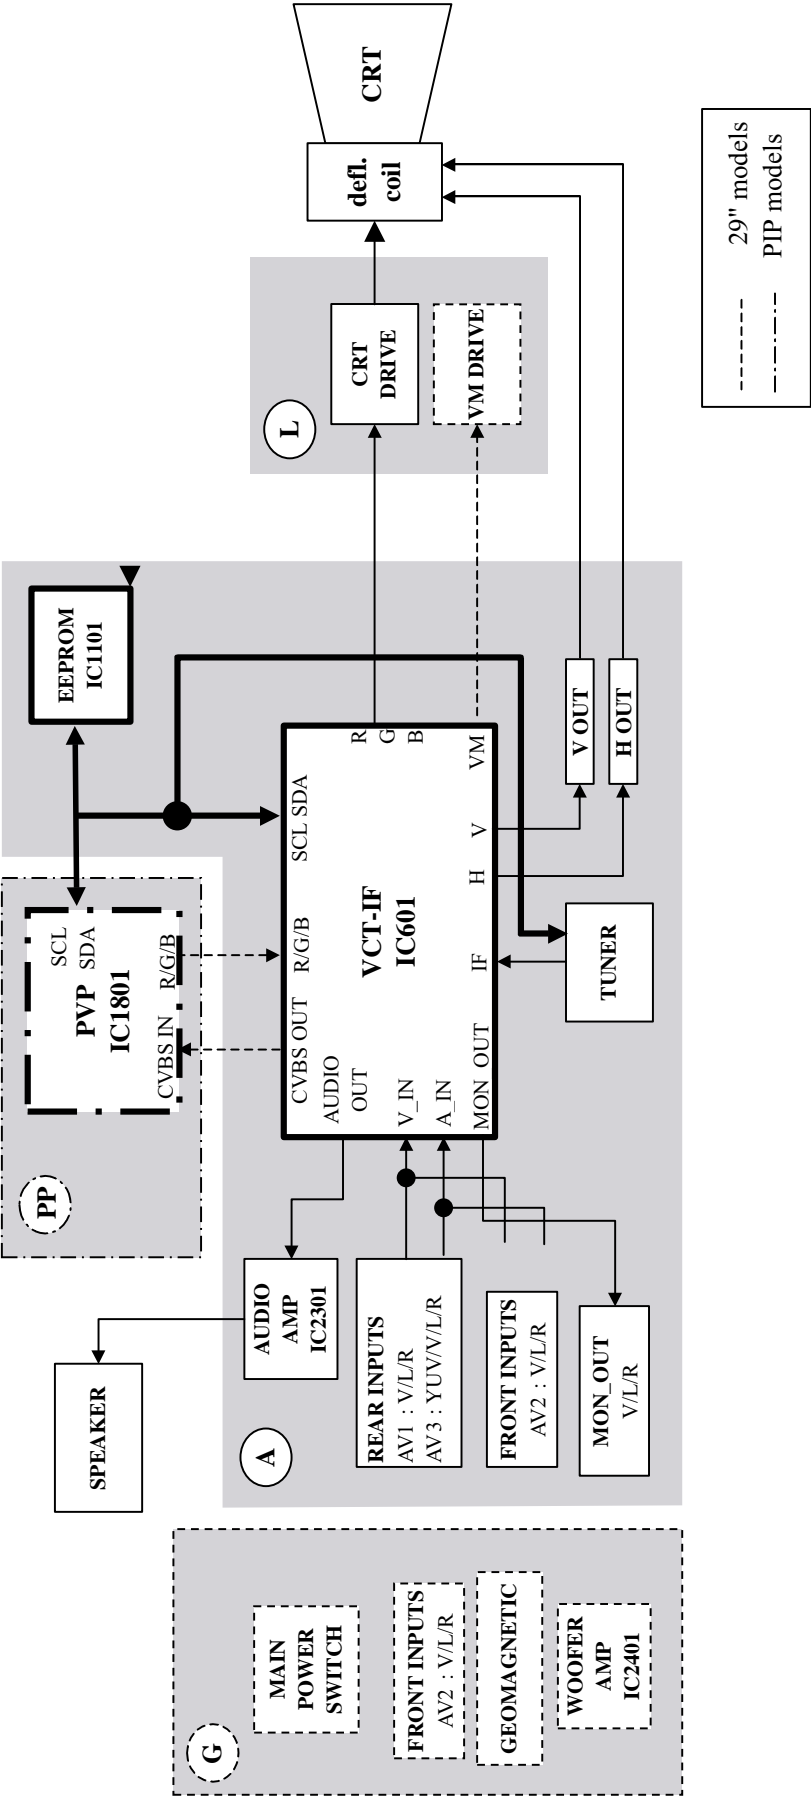 G
MAIN
POWER
SWITCH
FRONT INPUTS
AV2 : V/L/R
GEOMAGNETIC
WOOFER
AMP
IC2401
SPEAKER
A
AUDIO
AMP
IC2301
REAR INPUTS
AV1 : V/L/R
AV3 : YUV/V/L/R
FRONT INPUTS
AV2 : V/L/R
MON_OUT
V/L/R
PP
SCL
SDA
PVP
IC1801
CVBS IN
R/G/B
EEPROM
IC1101
CVBS OUT
R/G/B
SCL SDA
AUDIO
OUT
V_IN
A_IN
MON OUT
VCT-IF
IC601
R
G
B
VM
IF
H
V
TUNER
V OUT
H OUT
L
CRT
DRIVE
VM DRIVE
defl.
coil
CRT
29" models
PIP models